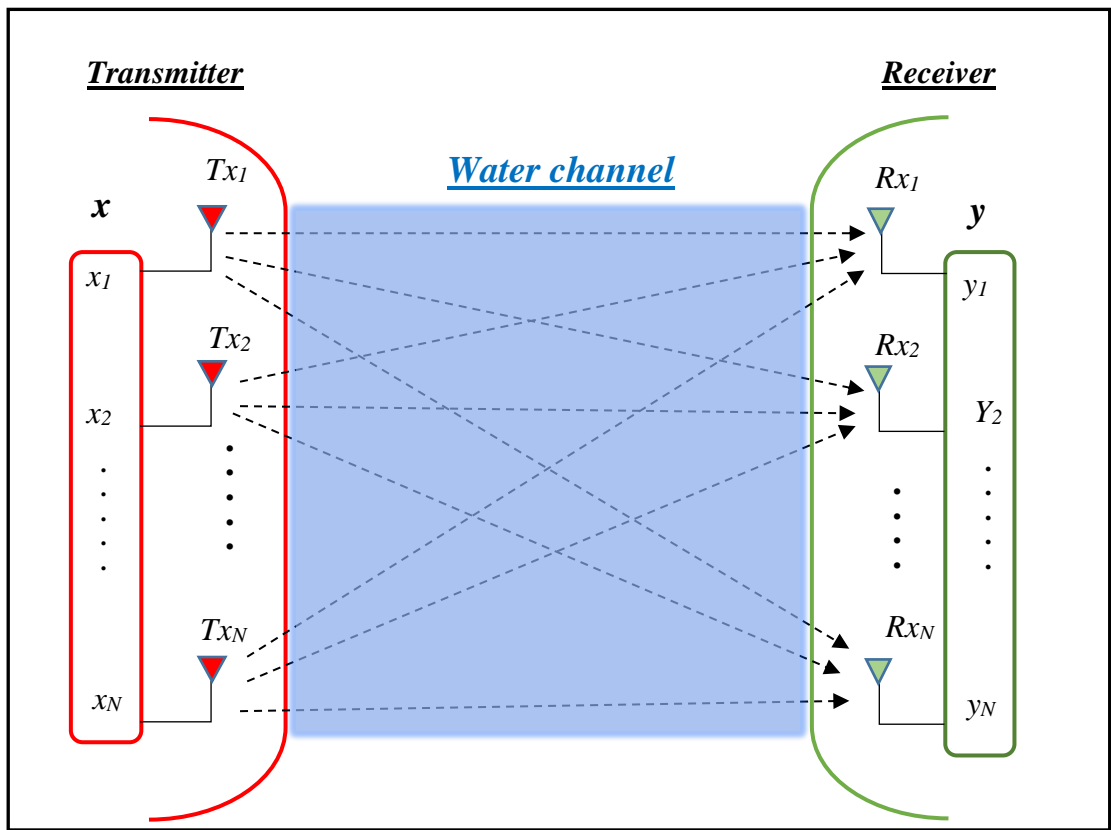 Transmitter
Receiver
Water channel
Tx1
Rx1
x
y
x1
y1
Tx2
Rx2
x2
Y2
TxN
RxN
xN
yN